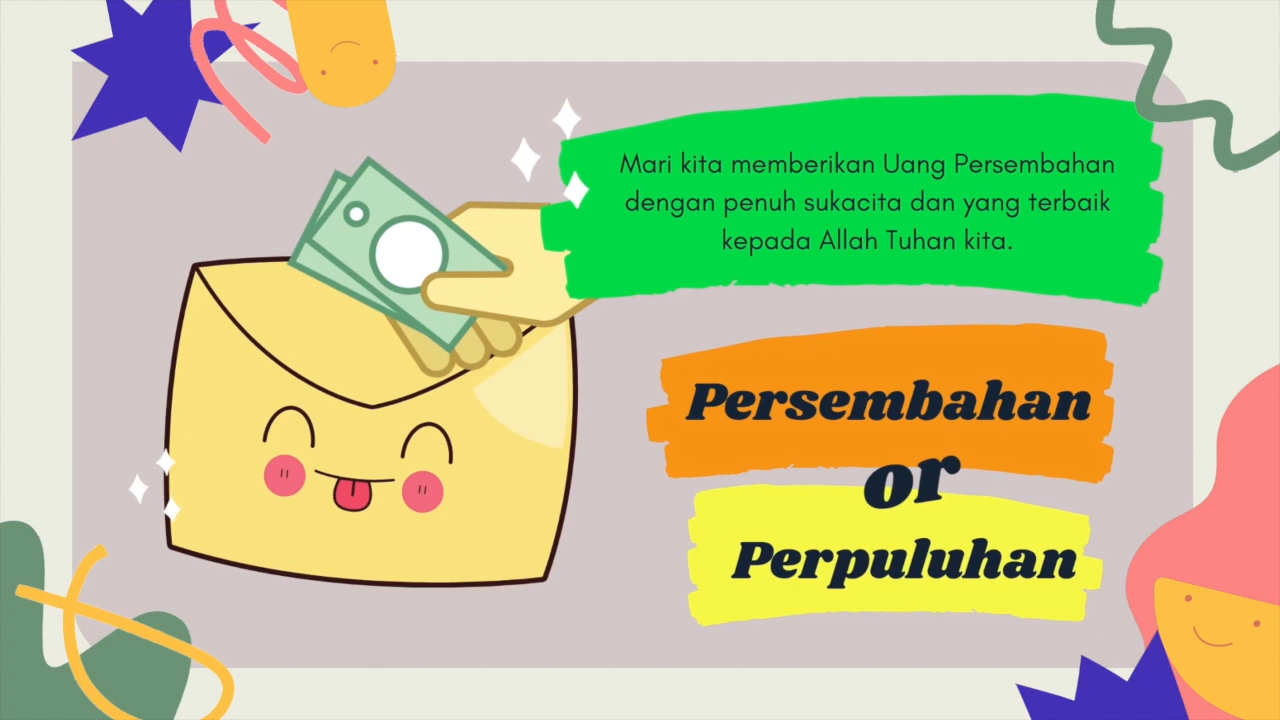 Mari kita memberikan Uang Persembahan
dengan penuh sukacita dan yang terbaik
kepada Allah Tuhan kita.
Persembahan
or
Perpuluhan